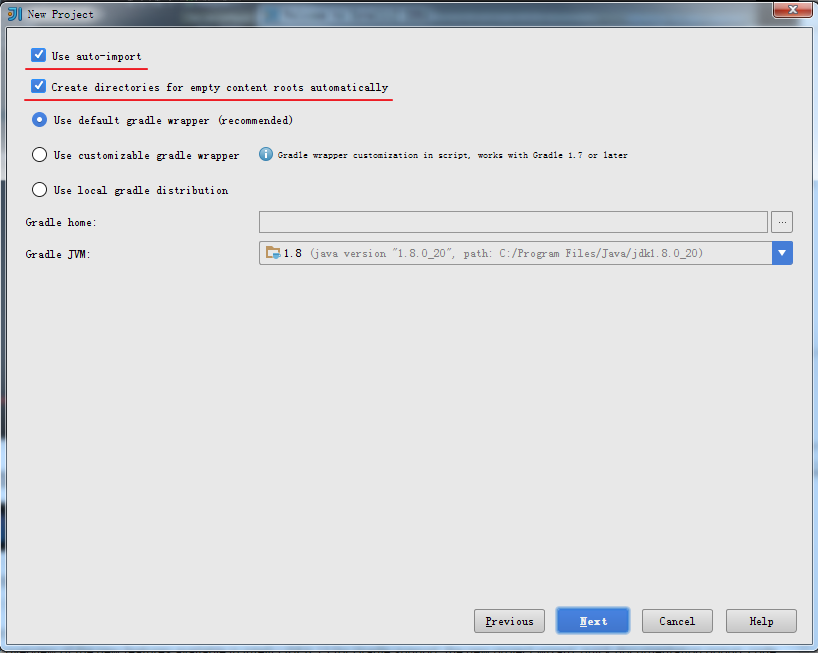 New Project
Use auto-import
Create directories for empty content roots automatically
Use default gradle wrapper (recommended)
Use customizable gradle wrapper Gradle wrapper customization in script, works with Gradle 1.7 or later
Use local gradle distribution
Gradle home: ...
Gradle JVM: 1.8 (java version "1.8.0_20", path: C:/Program Files/Java/jdk1.8.0_20)
Previous Next Cancel Help